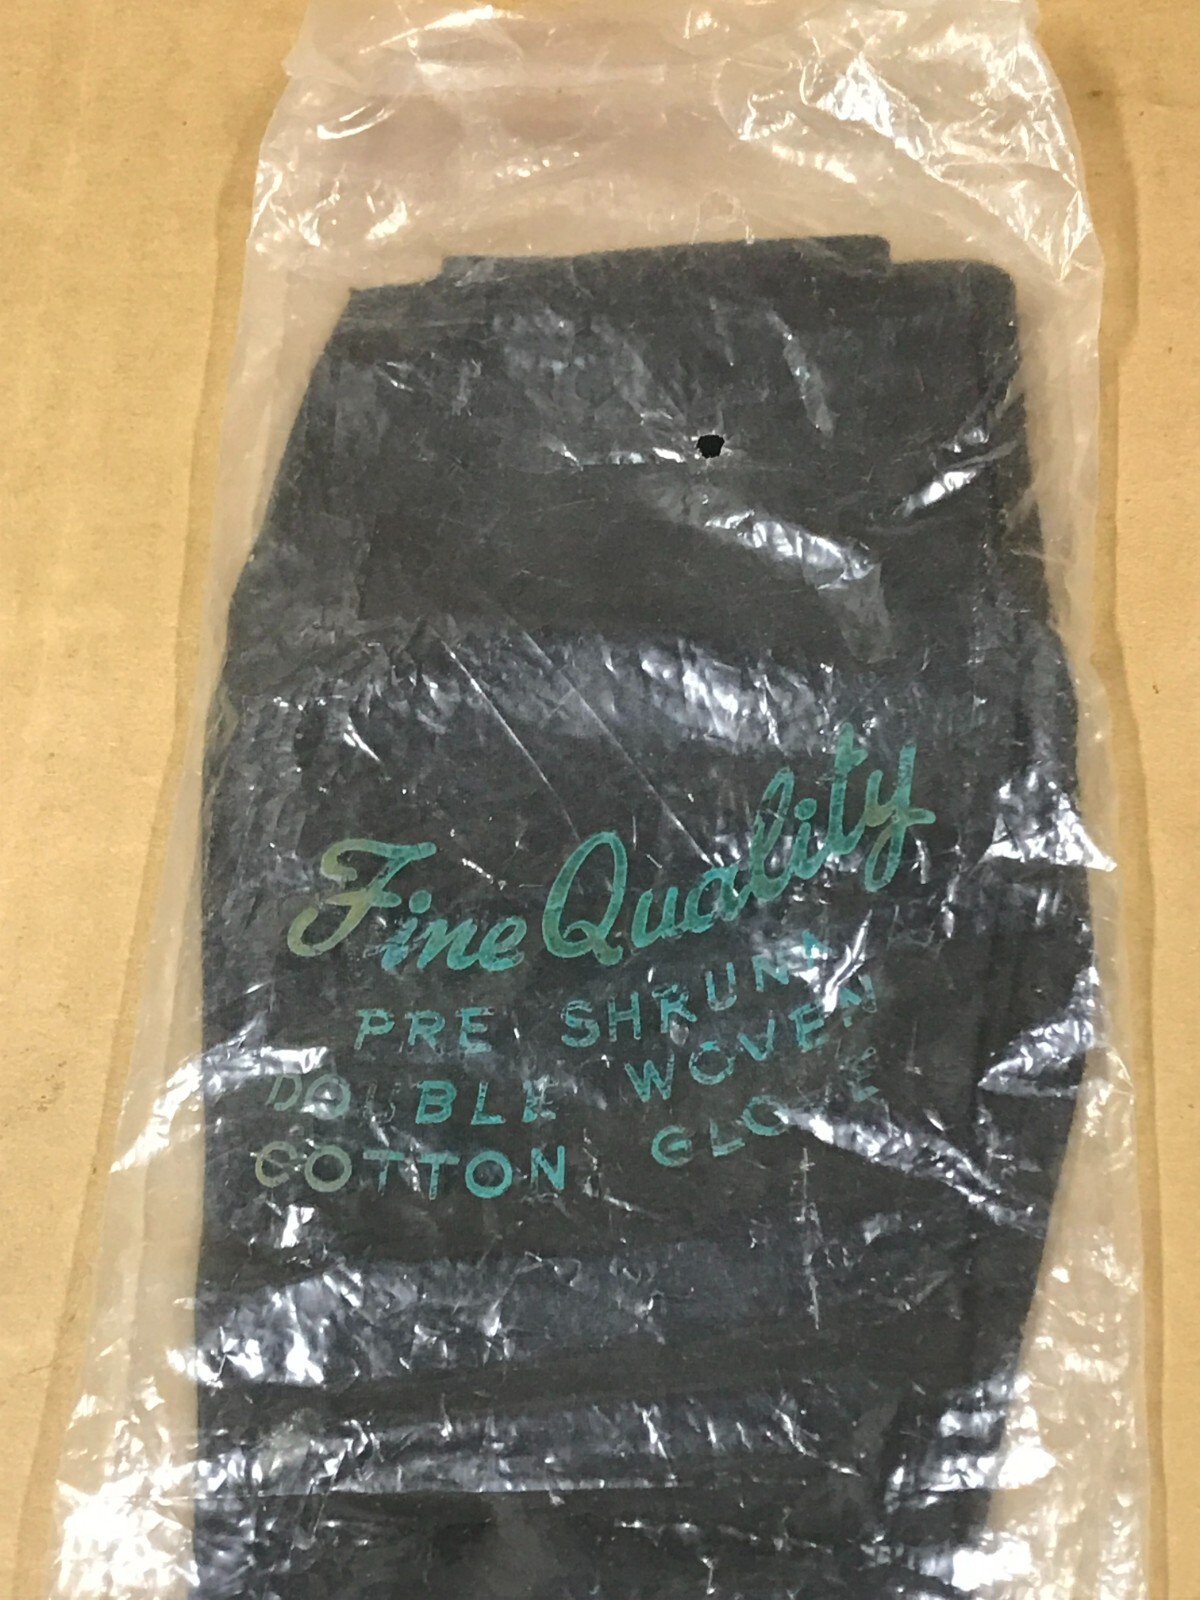 Fine Quality
PRE SHRUNK
DOUBLE WOVEN
COTTON GLOVE